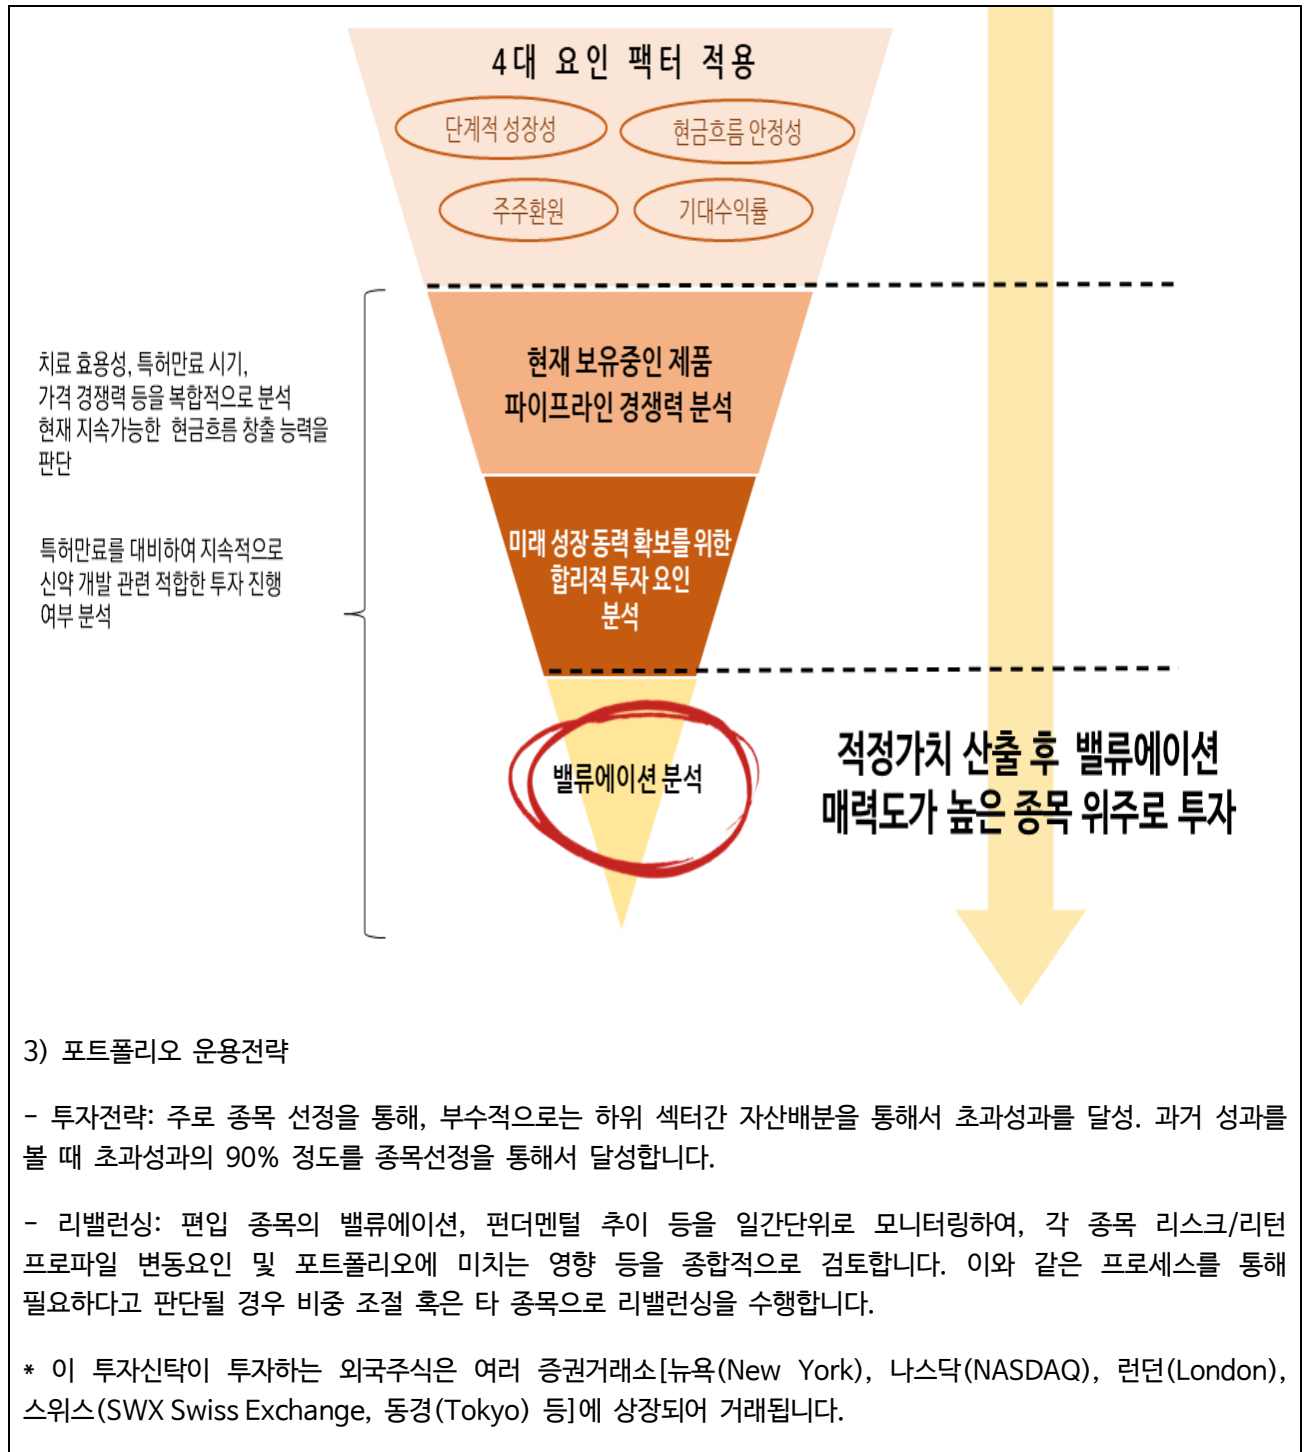 4대 요인 팩터 적용
단계적 성장성
현금흐름 안정성
주주환원
기대수익률
현재 보유중인 제품
파이프라인 경쟁력 분석
치료 효용성, 특허만료 시기,
가격 경쟁력 등을 복합적으로 분석
현재 지속가능한 현금흐름 창출 능력을
판단
미래 성장 동력 확보를 위한
합리적 투자 요인
분석
특허만료를 대비하여 지속적으로
신약 개발 관련 적합한 투자 진행
여부 분석
밸류에이션 분석
적정가치 산출 후 밸류에이션
매력도가 높은 종목 위주로 투자
3) 포트폴리오 운용전략
- 투자전략: 주로 종목 선정을 통해, 부수적으로는 하위 섹터간 자산배분을 통해서 초과성과를 달성. 과거 성과를
볼 때 초과성과의 90% 정도를 종목선정을 통해서 달성합니다.
- 리밸런싱: 편입 종목의 밸류에이션, 펀더멘털 추이 등을 일간단위로 모니터링하여, 각 종목 리스크/리턴
프로파일 변동요인 및 포트폴리오에 미치는 영향 등을 종합적으로 검토합니다. 이와 같은 프로세스를 통해
필요하다고 판단될 경우 비중 조절 혹은 타 종목으로 리밸런싱을 수행합니다.
* 이 투자신탁이 투자하는 외국주식은 여러 증권거래소[뉴욕(New York), 나스닥(NASDAQ), 런던(London),
스위스(SWX Swiss Exchange, 동경(Tokyo) 등]에 상장되어 거래됩니다.